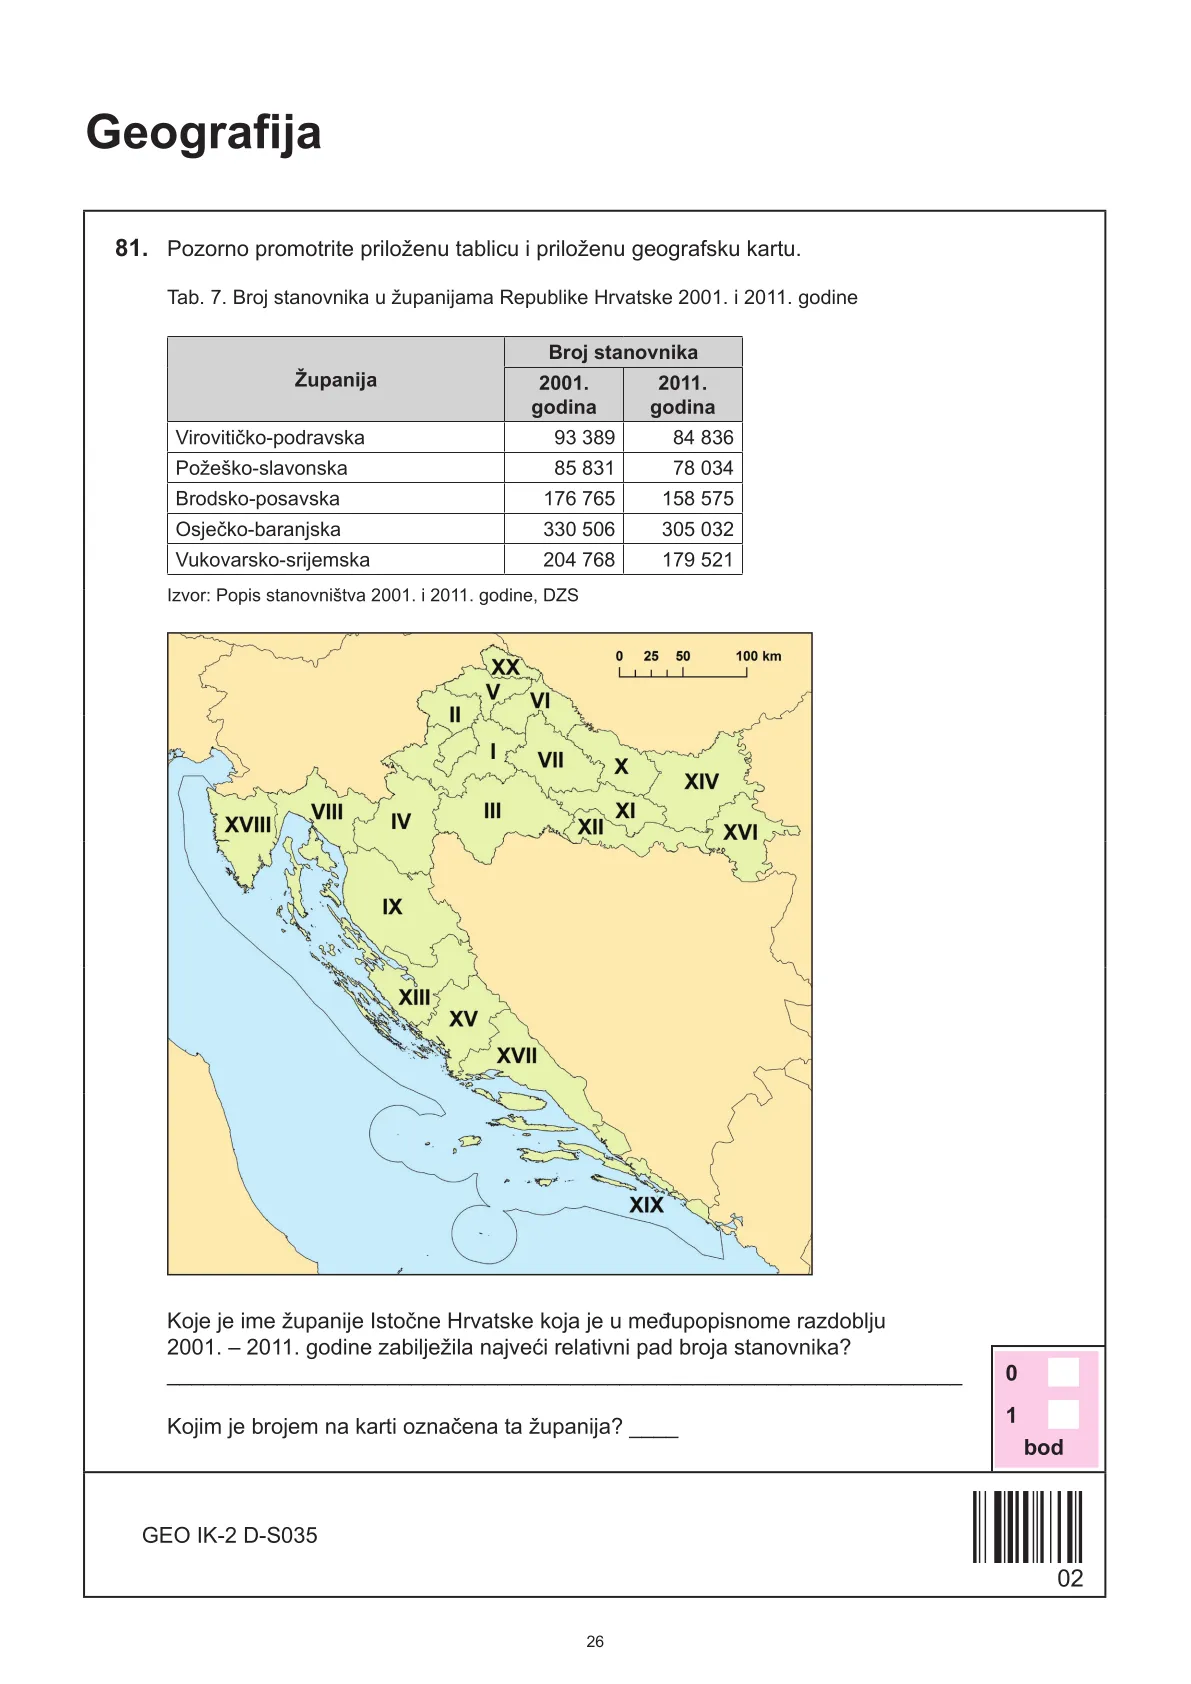 Geografija
81. Pozorno promotrite priloženu tablicu i priloženu geografsku kartu.
Tab. 7. Broj stanovnika u županijama Republike Hrvatske 2001. i 2011. godine
Županija
Broj stanovnika
2001. godina
2011. godina
Virovitičko-podravska 93 389 84 836
Požeško-slavonska 85 831 78 034
Brodsko-posavska 176 765 158 575
Osječko-baranjska 330 506 305 032
Vukovarsko-srijemska 204 768 179 521
Izvor: Popis stanovništva 2001. i 2011. godine, DZS
0 25 50 100 km
XX
V
VI
II
I
VII
X
XIV
VIII
IV
III
XI
XVIII
XII
XVI
IX
XIII
XV
XVII
XIX
Koje je ime županije Istočne Hrvatske koja je u međupopisnome razdoblju
2001. – 2011. godine zabilježila najveći relativni pad broja stanovnika?
Kojim je brojem na karti označena ta županija? ____
0
1
bod
GEO IK-2 D-S035
02
26